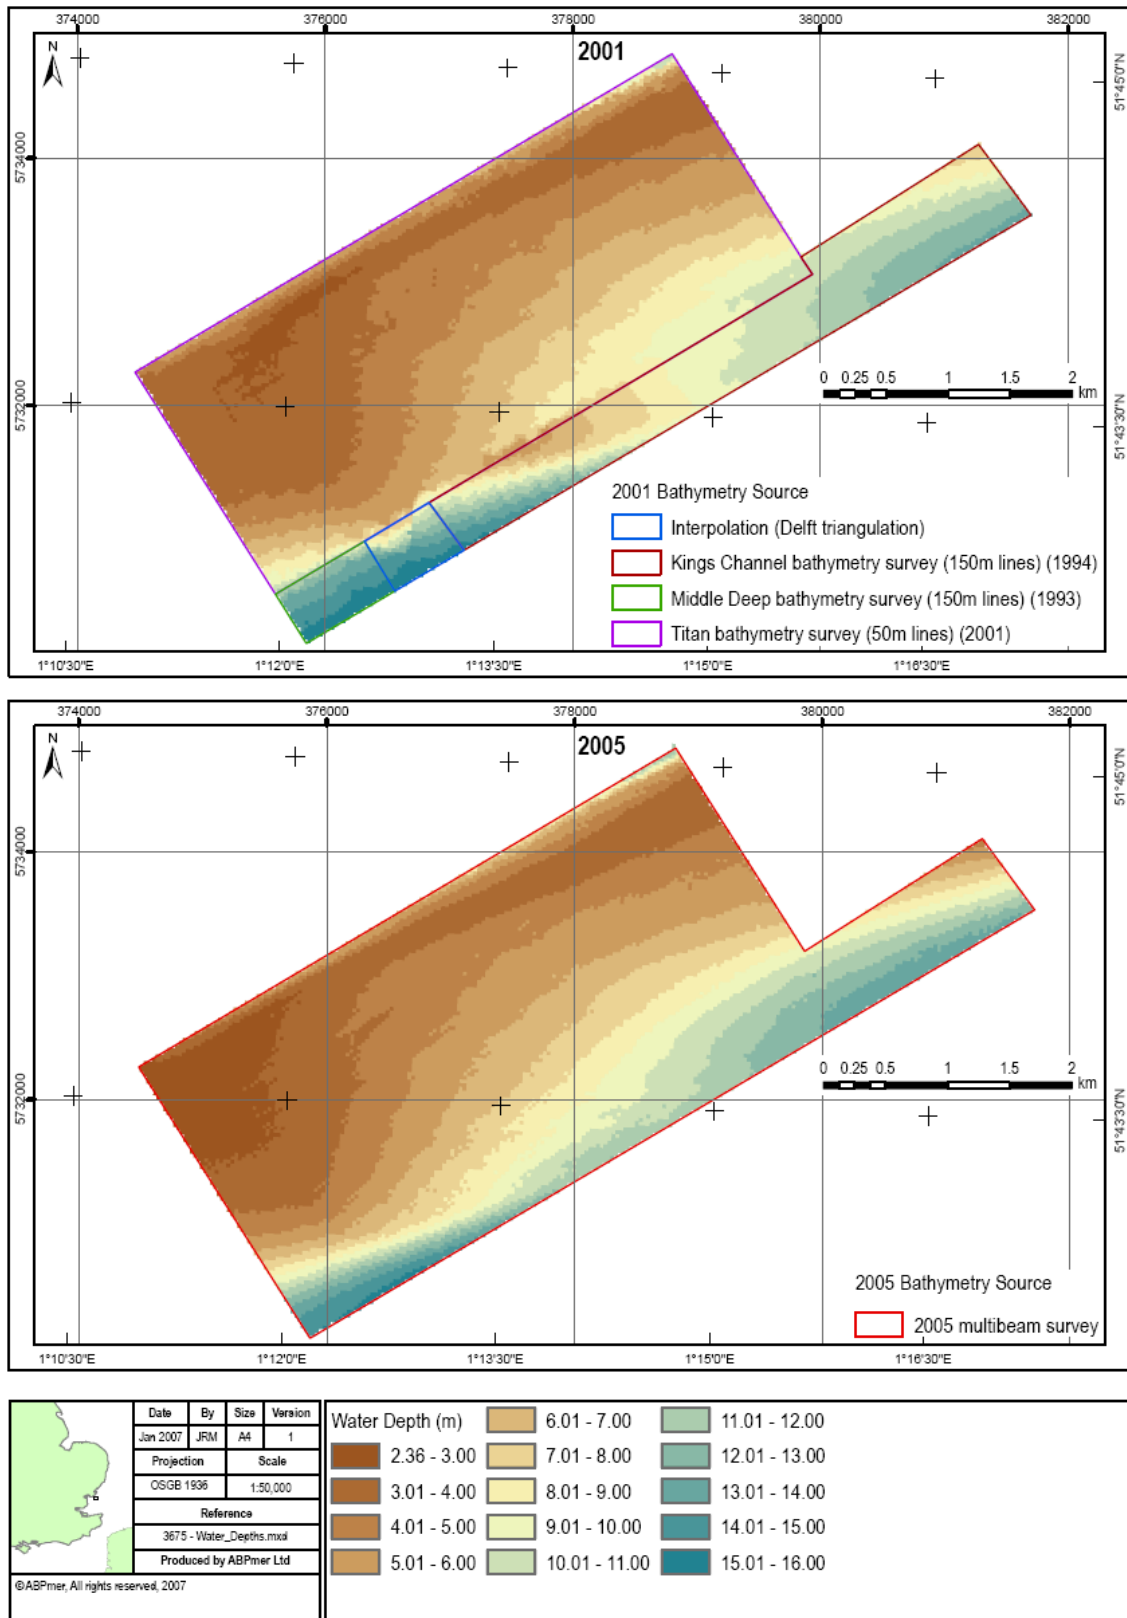 374000 376000 378000 380000 382000
N
2001
51°45'0"N
5734000
0 0.25 0.5 1 1.5 2
km
5732000
51°43'30"N
2001 Bathymetry Source
Interpolation (Delft triangulation)
Kings Channel bathymetry survey (150m lines) (1994)
Middle Deep bathymetry survey (150m lines) (1993)
Titan bathymetry survey (50m lines) (2001)
1°10'30"E 1°12'0"E 1°13'30"E 1°15'0"E 1°16'30"E
374000 376000 378000 380000 382000
N
2005
51°45'0"N
5734000
0 0.25 0.5 1 1.5 2
km
5732000
51°43'30"N
2005 Bathymetry Source
2005 multibeam survey
1°10'30"E 1°12'0"E 1°13'30"E 1°15'0"E 1°16'30"E
Date By Size Version
Jan 2007 JRM A4 1
Projection Scale
OSGB 1936 1:50,000
Reference
3675 - Water_Depths.mxd
Produced by ABPmer Ltd
©ABPmer, All rights reserved, 2007
Water Depth (m)
2.36 - 3.00
3.01 - 4.00
4.01 - 5.00
5.01 - 6.00
6.01 - 7.00
7.01 - 8.00
8.01 - 9.00
9.01 - 10.00
10.01 - 11.00
11.01 - 12.00
12.01 - 13.00
13.01 - 14.00
14.01 - 15.00
15.01 - 16.00